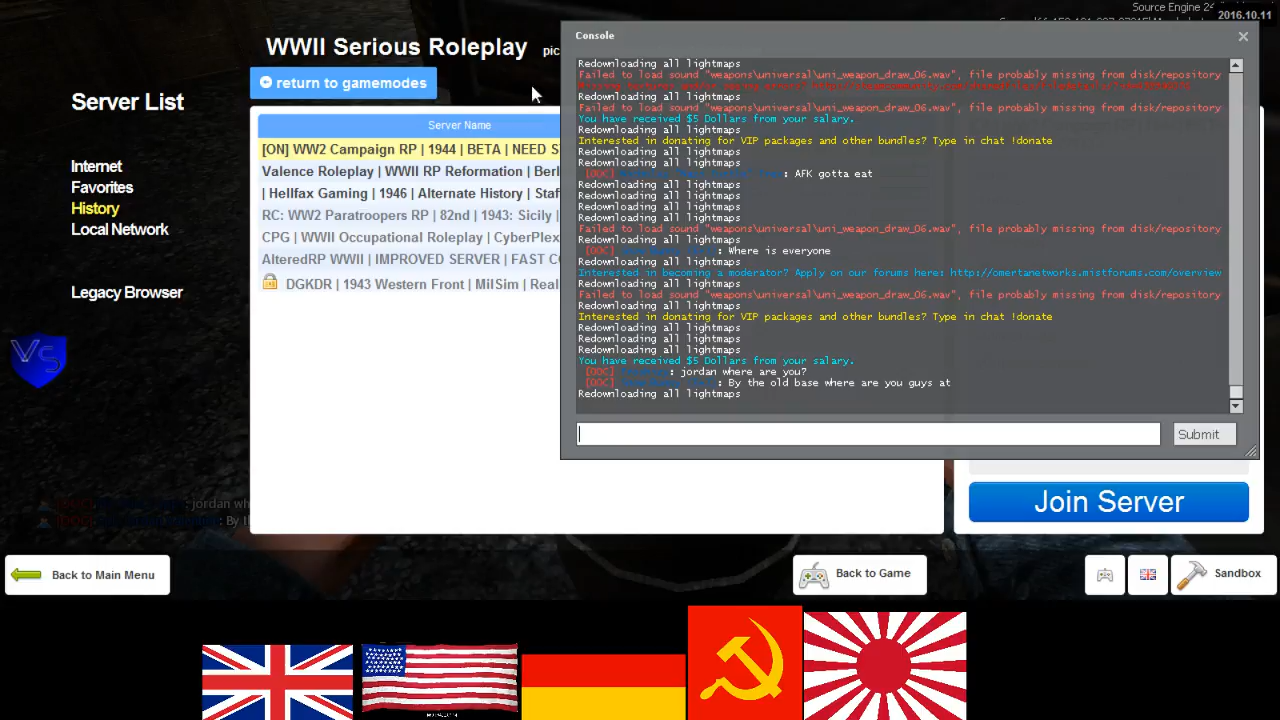 Source Engine 24
2016.10.11
WWII Serious Roleplay pic
return to gamemodes
Server List
Internet
Favorites
History
Local Network
Legacy Browser
VS
Server Name
[ON] WW2 Campaign RP | 1944 | BETA | NEED S
Valence Roleplay | WWII RP Reformation | Berl
| Hellfax Gaming | 1946 | Alternate History | Staf
RC: WW2 Paratroopers RP | 82nd | 1943: Sicily |
CPG | WWII Occupational Roleplay | CyberPlex
AlteredRP WWII | IMPROVED SERVER | FAST CO
DGKDR | 1943 Western Front | MilSim | Real
Console
Redownloading all lightmaps
Failed to load sound "weapons\universal\uni_weapon_draw_06.wav", file probably missing from disk/repository
Redownloading all lightmaps
Failed to load sound "weapons\universal\uni_weapon_draw_06.wav", file probably missing from disk/repository
You have received $5 Dollars from your salary.
Redownloading all lightmaps
Interested in donating for VIP packages and other bundles? Type in chat !donate
Redownloading all lightmaps
Redownloading all lightmaps
[OOC] : AFK gotta eat
Redownloading all lightmaps
Redownloading all lightmaps
Redownloading all lightmaps
Redownloading all lightmaps
Failed to load sound "weapons\universal\uni_weapon_draw_06.wav", file probably missing from disk/repository
Redownloading all lightmaps
[OOC] : Where is everyone
Redownloading all lightmaps
Interested in becoming a moderator? Apply on our forums here: http://omertanetworks.mistforums.com/overview
Redownloading all lightmaps
Failed to load sound "weapons\universal\uni_weapon_draw_06.wav", file probably missing from disk/repository
Redownloading all lightmaps
Interested in donating for VIP packages and other bundles? Type in chat !donate
Redownloading all lightmaps
Redownloading all lightmaps
Redownloading all lightmaps
You have received $5 Dollars from your salary.
[OOC] : jordan where are you?
[OOC] : By the old base where are you guys at
Redownloading all lightmaps
Submit
: jordan wh
: By t
Join Server
Back to Main Menu
Back to Game
Sandbox